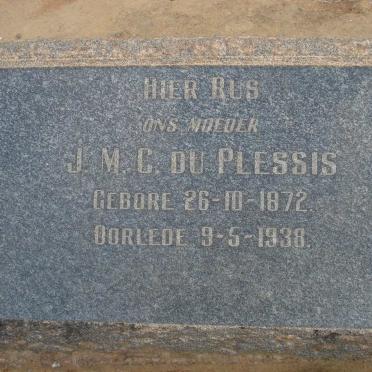 HIER RUS
ONS MOEDER
J. M. C. DU PLESSIS
GEBORE 26-10-1872.
OORLEDE 9-5-1938.